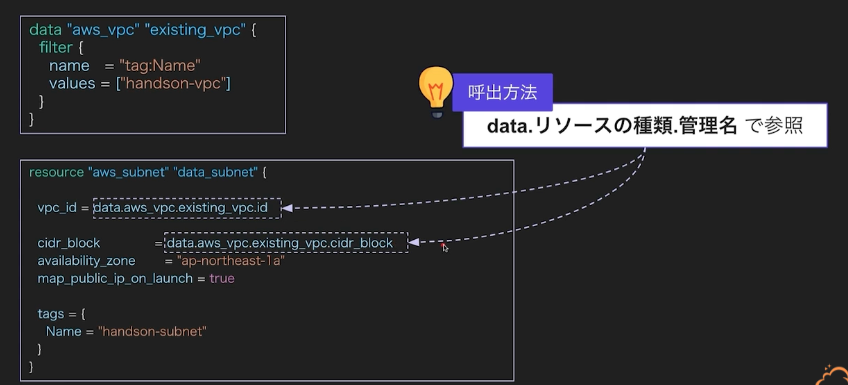 data "aws_vpc" "existing_vpc" {
filter {
name = "tag:Name"
values = ["handson-vpc"]
}
}
呼出方法
data.リソースの種類.管理名 で参照
resource "aws_subnet" "data_subnet" {
vpc_id = data.aws_vpc.existing_vpc.id
cidr_block = data.aws_vpc.existing_vpc.cidr_block
availability_zone = "ap-northeast-1a"
map_public_ip_on_launch = true
tags = {
Name = "handson-subnet"
}
}